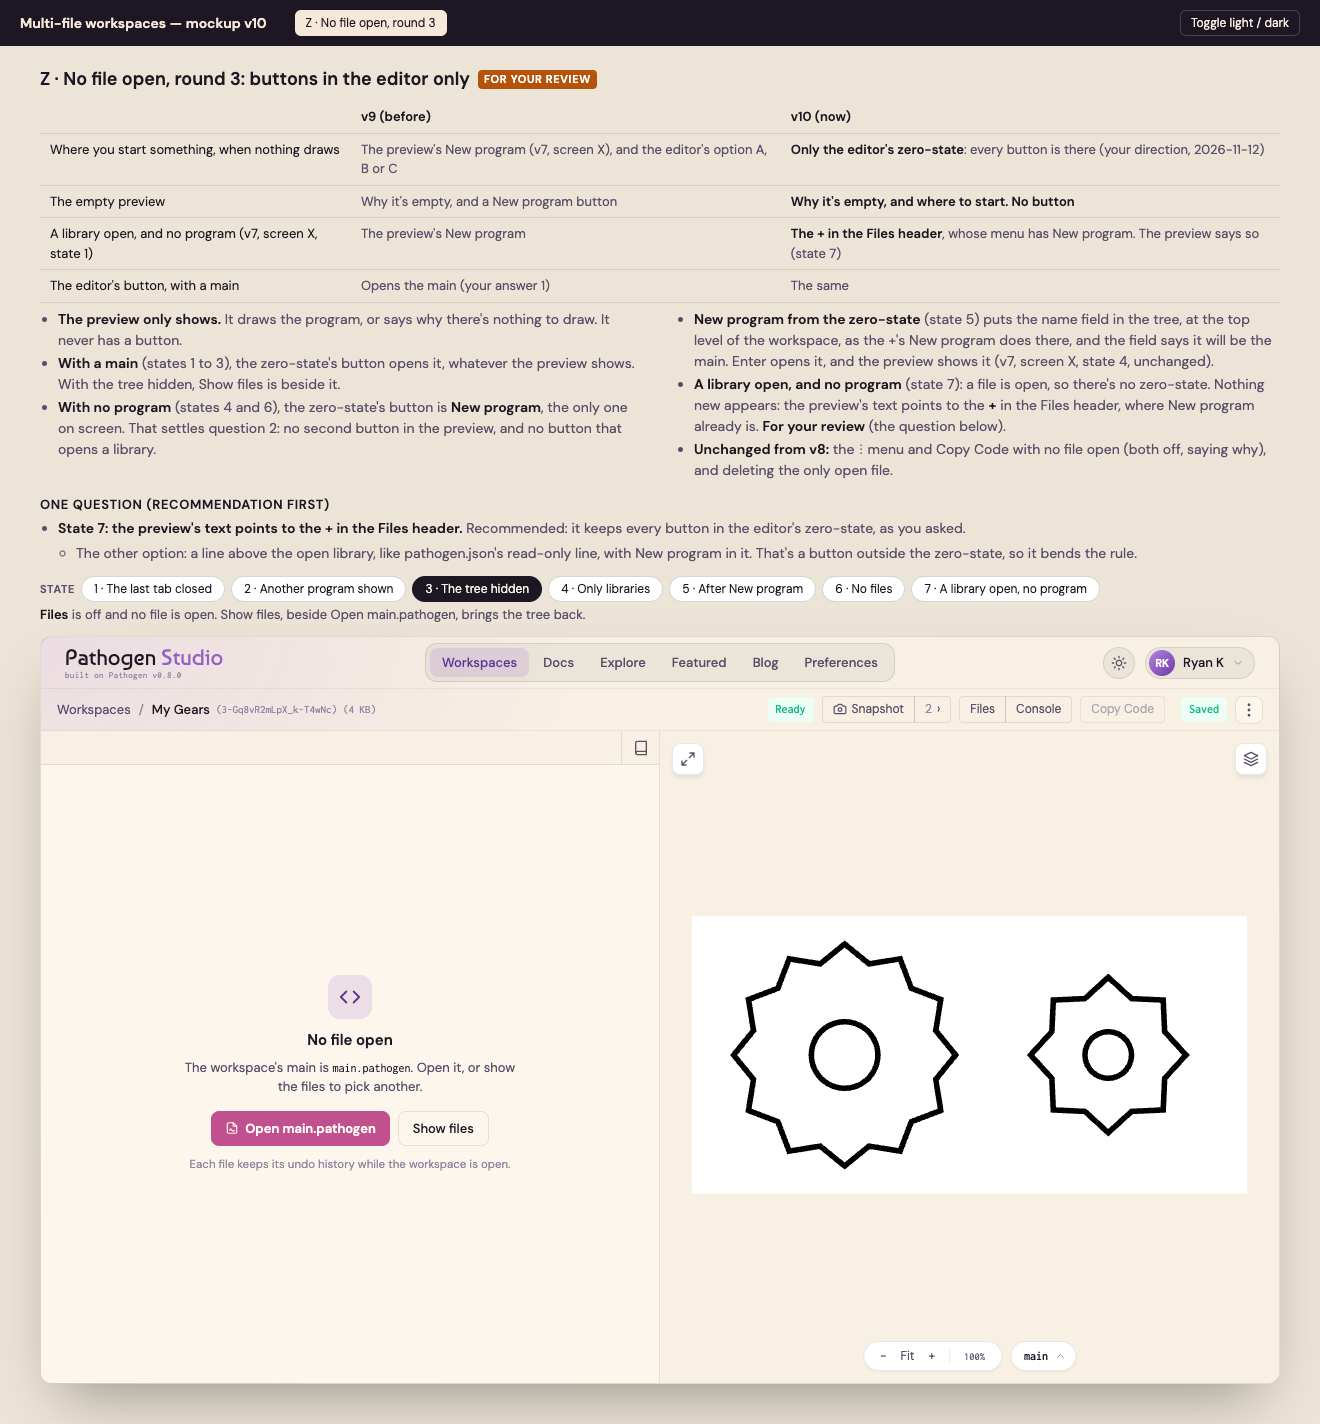 Multi-file workspaces — mockup v10
Z · No file open, round 3
Toggle light / dark
Z · No file open, round 3: buttons in the editor only
FOR YOUR REVIEW
v9 (before)
v10 (now)
Where you start something, when nothing draws
The preview's New program (v7, screen X), and the editor's option A,
B or C
Only the editor's zero-state: every button is there (your direction, 2026-11-12)
The empty preview
Why it's empty, and a New program button
Why it's empty, and where to start. No button
A library open, and no program (v7, screen X,
state 1)
The preview's New program
The + in the Files header, whose menu has New program. The preview says so
(state 7)
The editor's button, with a main
Opens the main (your answer 1)
The same
• The preview only shows. It draws the program, or says why there's nothing to draw. It
never has a button.
• With a main (states 1 to 3), the zero-state's button opens it, whatever the preview shows.
With the tree hidden, Show files is beside it.
• With no program (states 4 and 6), the zero-state's button is New program, the only one
on screen. That settles question 2: no second button in the preview, and no button that
opens a library.
• New program from the zero-state (state 5) puts the name field in the tree, at the top
level of the workspace, as the +'s New program does there, and the field says it will be the
main. Enter opens it, and the preview shows it (v7, screen X, state 4, unchanged).
• A library open, and no program (state 7): a file is open, so there's no zero-state. Nothing
new appears: the preview's text points to the + in the Files header, where New program
already is. For your review (the question below).
• Unchanged from v8: the ⋮ menu and Copy Code with no file open (both off, saying why),
and deleting the only open file.
ONE QUESTION (RECOMMENDATION FIRST)
• State 7: the preview's text points to the + in the Files header. Recommended: it keeps every button in the editor's zero-state, as you asked.
○ The other option: a line above the open library, like pathogen.json's read-only line, with New program in it. That's a button outside the zero-state, so it bends the rule.
STATE
1 · The last tab closed
2 · Another program shown
3 · The tree hidden
4 · Only libraries
5 · After New program
6 · No files
7 · A library open, no program
Files is off and no file is open. Show files, beside Open main.pathogen, brings the tree back.
Pathogen Studio
built on Pathogen v0.8.0
Workspaces
Docs
Explore
Featured
Blog
Preferences
RK
Ryan K
Workspaces / My Gears (3-Gq8vR2mLpX_k-T4wNc) (4 KB)
Ready
Snapshot
2 ›
Files
Console
Copy Code
Saved
No file open
The workspace's main is main.pathogen. Open it, or show
the files to pick another.
Open main.pathogen
Show files
Each file keeps its undo history while the workspace is open.
− Fit + 100%
main